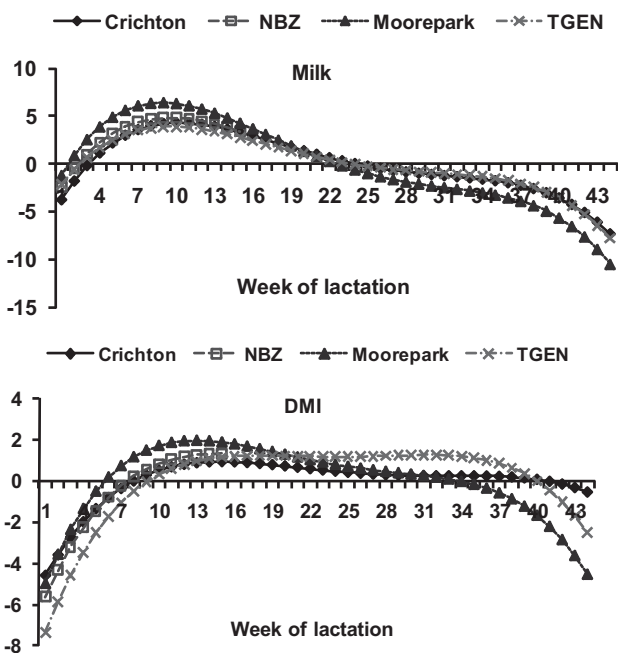 Crichton NBZ Moorepark TGEN
Milk
10
5
0
-5
-10
-15
4 7 10 13 16 19 22 25 28 31 34 37 40 43
Week of lactation
Crichton NBZ Moorepark TGEN
DMI
4
2
0
-2
-4
-6
-8
1 4 7 10 13 16 19 22 25 28 31 34 37 40 43
Week of lactation